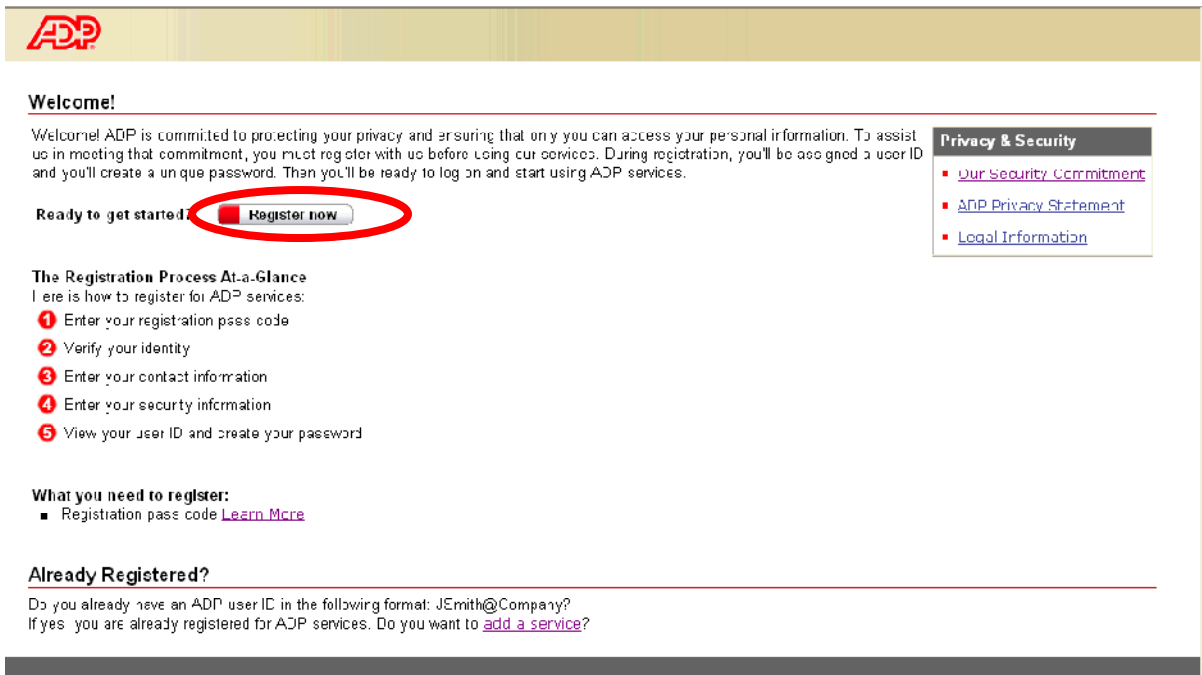 ADP
Welcome!
Welcome! ADP is committed to protecting your privacy and ensuring that only you can access your personal information. To assist
us in meeting that commitment, you must register with us before using our services. During registration, you'll be assigned a user ID
and you'll create a unique password. Then you'll be ready to log on and start using ADP services.
Ready to get started?
Register now
Privacy & Security
Our Security Commitment
ADP Privacy Statement
Legal Information
The Registration Process At-a-Glance
Here is how to register for ADP services:
1 Enter your registration pass code
2 Verify your identity
3 Enter your contact information
4 Enter your security information
5 View your user ID and create your password
What you need to register:
Registration pass code Learn More
Already Registered?
Do you already have an ADP user ID in the following format: JSmith@Company?
If yes, you are already registered for ADP services. Do you want to add a service?